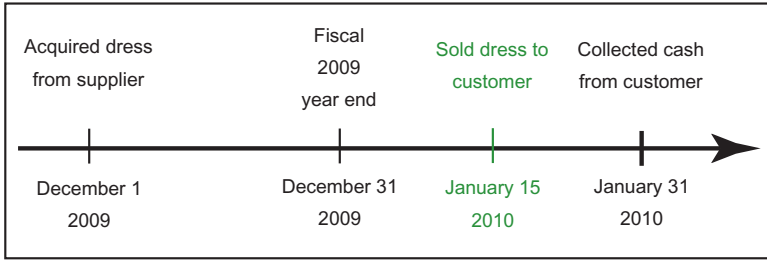 Acquired dress
from supplier
Fiscal
2009
year end
Sold dress to
customer
Collected cash
from customer
December 1
2009
December 31
2009
January 15
2010
January 31
2010